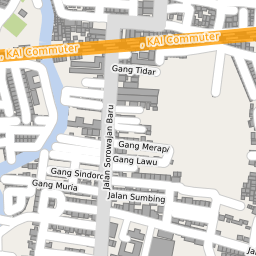 KAI Commuter
, KAI Commuter
Gang Tidar
Jalan Sorowajan Baru
Gang Merapi
Gang Lawu
Gang Sindoro
Gang Muria
Jalan Sumbing